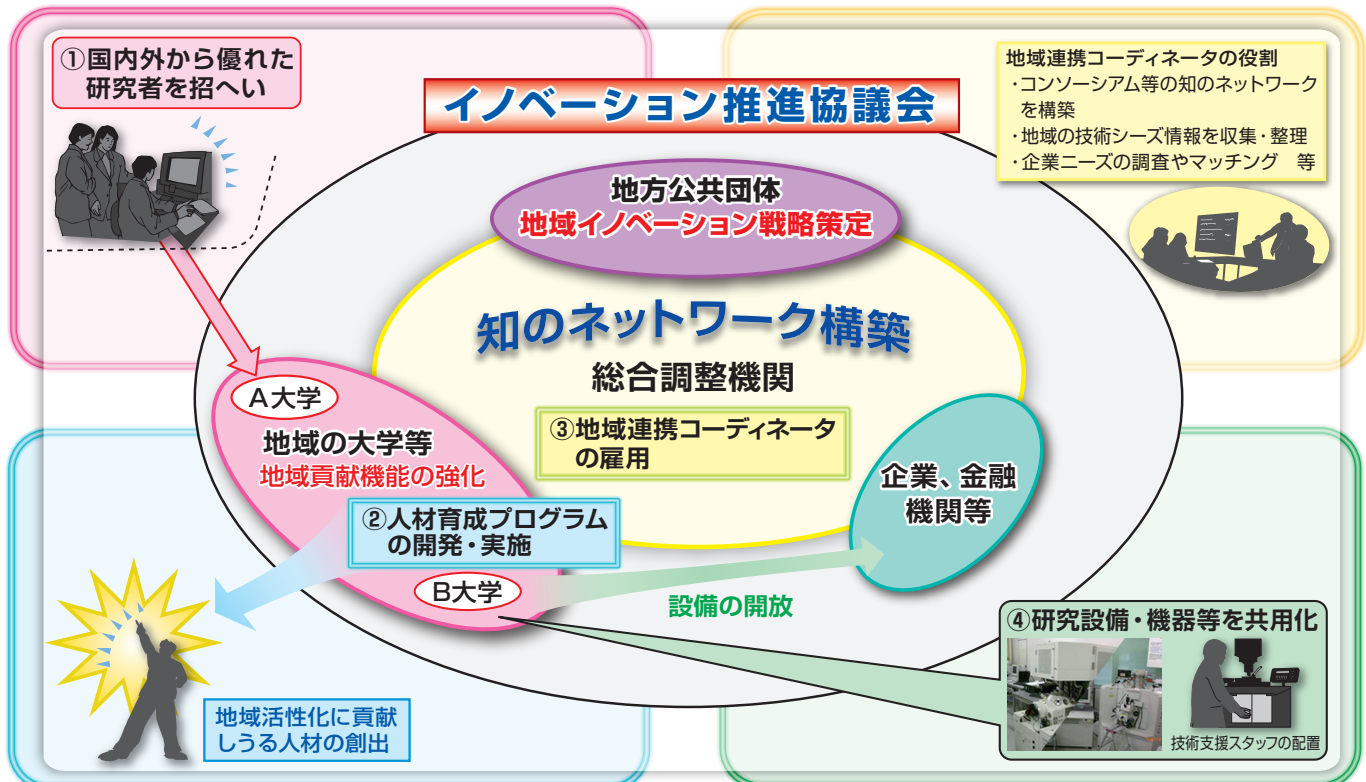 ①国内外から優れた
研究者を招へい
イノベーション推進協議会
地域連携コーディネータの役割
・コンソーシアム等の知のネットワーク
を構築
・地域の技術シーズ情報を収集・整理
・企業ニーズの調査やマッチング 等
地方公共団体
地域イノベーション戦略策定
知のネットワーク構築
総合調整機関
③地域連携コーディネータ
の雇用
A大学
地域の大学等
地域貢献機能の強化
②人材育成プログラム
の開発・実施
B大学
企業、金融
機関等
設備の開放
④研究設備・機器等を共用化
技術支援スタッフの配置
地域活性化に貢献
しうる人材の創出